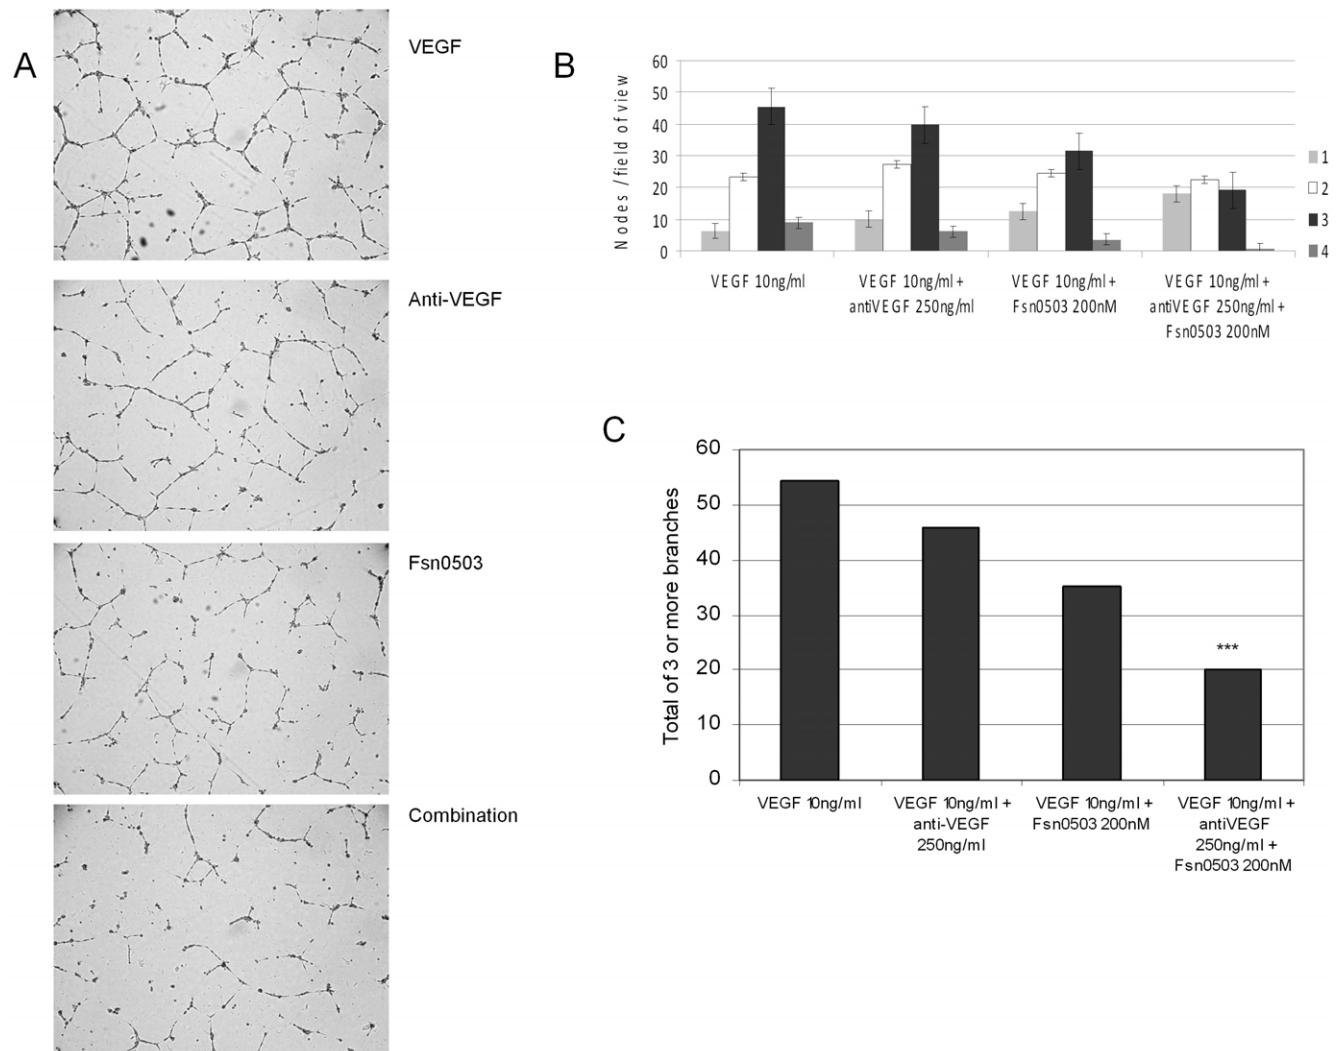 A
VEGF
Anti-VEGF
Fsn0503
Combination
B
Nodes / field of view
60
50
40
30
20
10
0
VEGF 10ng/ml
VEGF 10ng/ml +
antiVEGF 250ng/ml
VEGF 10ng/ml +
Fsn0503 200nM
VEGF 10ng/ml +
antiVEGF 250ng/ml +
Fsn0503 200nM
1
2
3
4
C
Total of 3 or more branches
60
50
40
30
20
10
0
***
VEGF 10ng/ml
VEGF 10ng/ml +
anti-VEGF
250ng/ml
VEGF 10ng/ml +
Fsn0503 200nM
VEGF 10ng/ml +
antiVEGF
250ng/ml +
Fsn0503 200nM